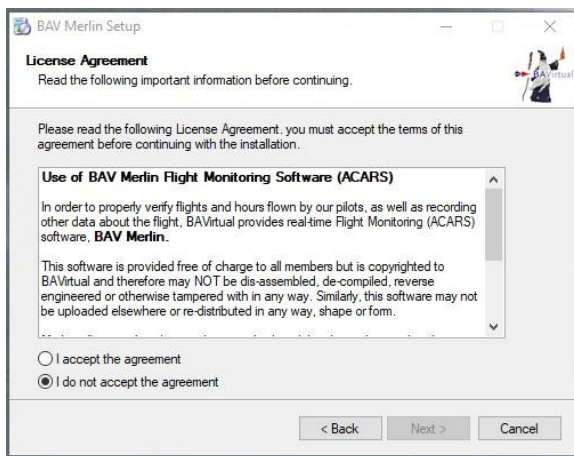 BAV Merlin Setup
License Agreement
Read the following important information before continuing.
BAVirtual
Please read the following License Agreement. you must accept the terms of this
agreement before continuing with the installation.
Use of BAV Merlin Flight Monitoring Software (ACARS)
In order to properly verify flights and hours flown by our pilots, as well as recording
other data about the flight, BAVirtual provides real-time Flight Monitoring (ACARS)
software, BAV Merlin.
This software is provided free of charge to all members but is copyrighted to
BAVirtual and therefore may NOT be dis-assembled, de-compiled, reverse
engineered or otherwise tampered with in any way. Similarly, this software may not
be uploaded elsewhere or re-distributed in any way, shape or form.
I accept the agreement
I do not accept the agreement
< Back
Next >
Cancel